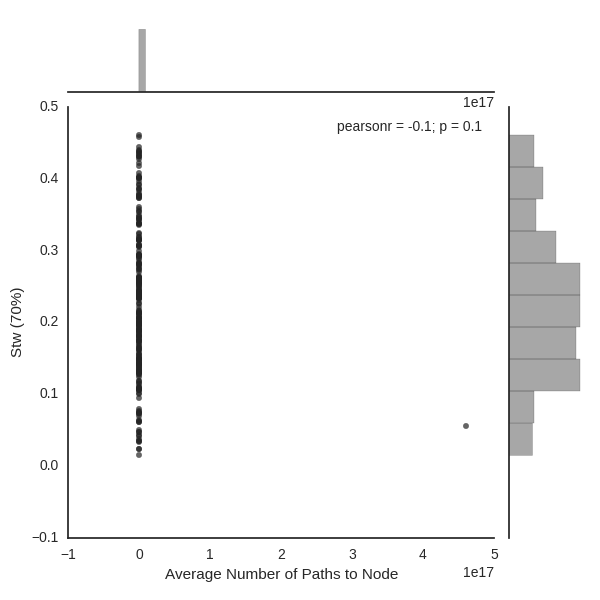 1e17
pearsonr = -0.1; p = 0.1
0.5
0.4
0.3
0.2
0.1
0.0
−0.1
Stw (70%)
−1 0 1 2 3 4 5
Average Number of Paths to Node
1e17